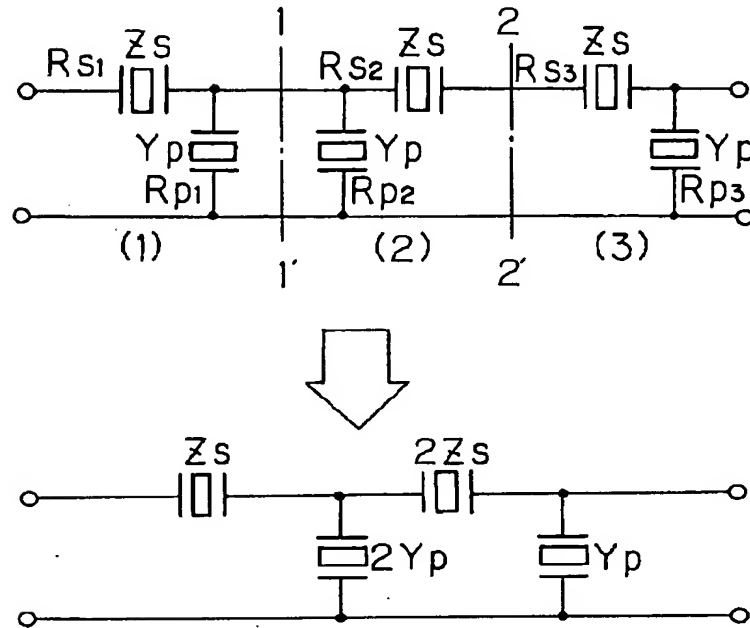 1 2
Rs1 Zs Rs2 Zs Rs3 Zs
Yp Yp Yp
Rp1 Rp2 Rp3
(1) (2) (3)
1' 2'
Zs 2Zs
2Yp Yp